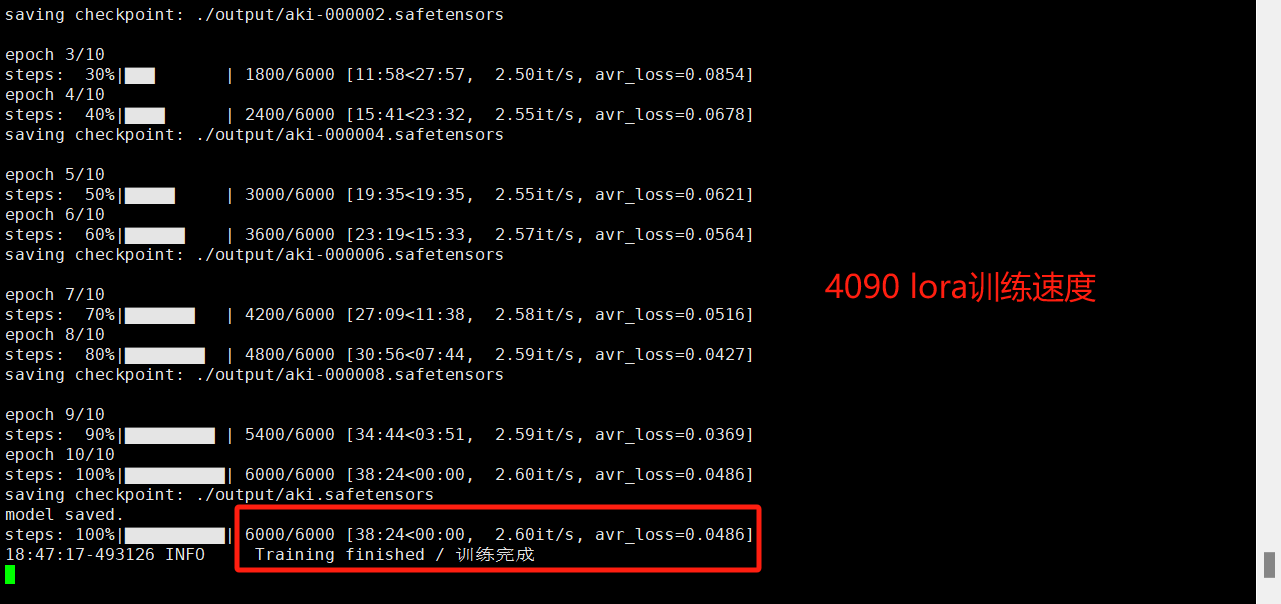 saving checkpoint: ./output/aki-000002.safetensors
epoch 3/10
steps:  30%|███       | 1800/6000 [11:58<27:57,  2.50it/s, avr_loss=0.0854]
epoch 4/10
steps:  40%|████      | 2400/6000 [15:41<23:32,  2.55it/s, avr_loss=0.0678]
saving checkpoint: ./output/aki-000004.safetensors
epoch 5/10
steps:  50%|█████     | 3000/6000 [19:35<19:35,  2.55it/s, avr_loss=0.0621]
epoch 6/10
steps:  60%|██████    | 3600/6000 [23:19<15:33,  2.57it/s, avr_loss=0.0564]
saving checkpoint: ./output/aki-000006.safetensors
4090 lora训练速度
epoch 7/10
steps:  70%|███████   | 4200/6000 [27:09<11:38,  2.58it/s, avr_loss=0.0516]
epoch 8/10
steps:  80%|████████  | 4800/6000 [30:56<07:44,  2.59it/s, avr_loss=0.0427]
saving checkpoint: ./output/aki-000008.safetensors
epoch 9/10
steps:  90%|█████████ | 5400/6000 [34:44<03:51,  2.59it/s, avr_loss=0.0369]
epoch 10/10
steps: 100%|██████████| 6000/6000 [38:24<00:00,  2.60it/s, avr_loss=0.0486]
saving checkpoint: ./output/aki.safetensors
model saved.
steps: 100%|██████████| 6000/6000 [38:24<00:00,  2.60it/s, avr_loss=0.0486]
18:47:17-493126 INFO     Training finished / 训练完成